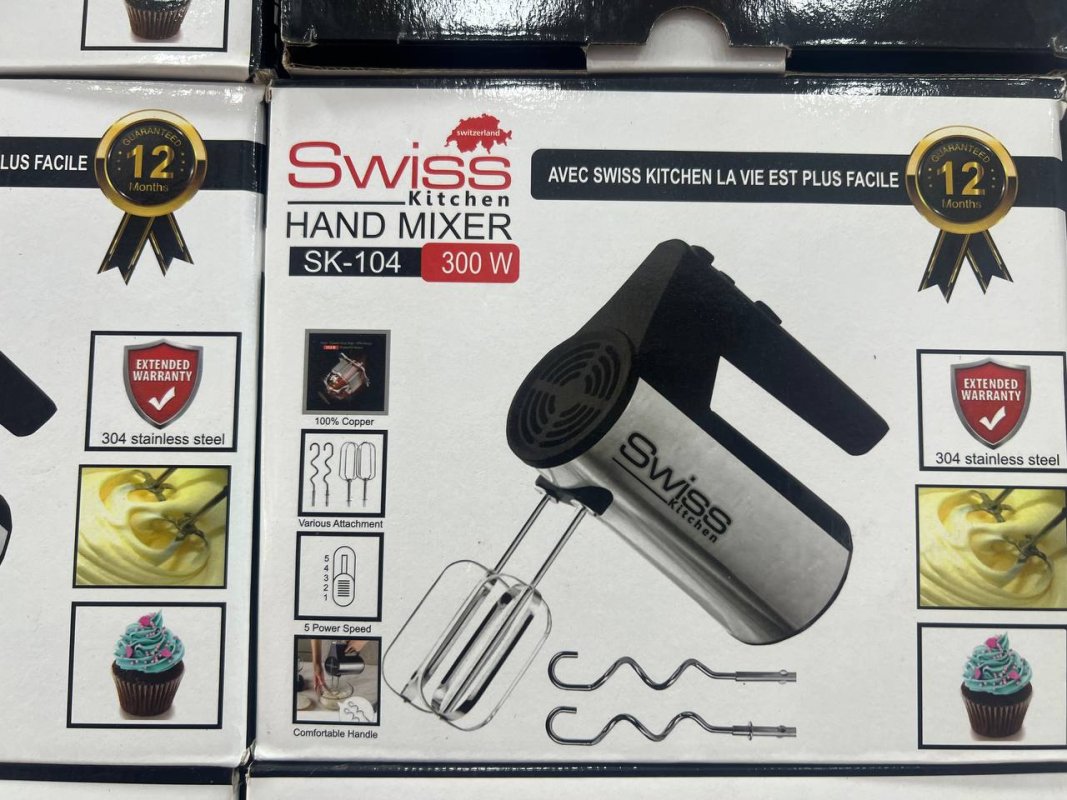 LUS FACILE
GUARANTEED
12
Months
EXTENDED
WARRANTY
304 stainless steel
switzerland
Swiss
Kitchen
HAND MIXER
SK-104 300 W
AVEC SWISS KITCHEN LA VIE EST PLUS FACILE
GUARANTEED
12
Months
100% Copper
Various Attachment
5
4
3
2
1
5 Power Speed
Comfortable Handle
Swiss
Kitchen
EXTENDED
WARRANTY
304 stainless steel